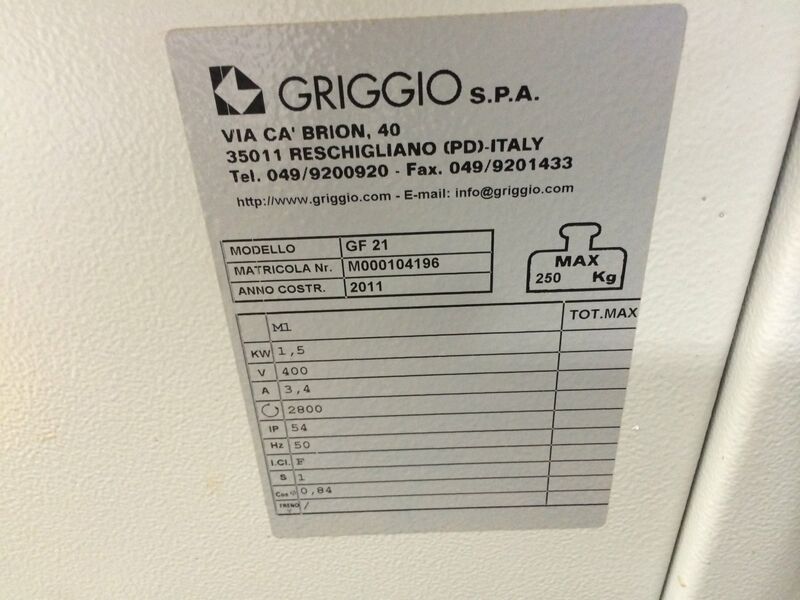 GRIGGIO S.P.A.
VIA CA' BRION, 40
35011 RESCHIGLIANO (PD)-ITALY
Tel. 049/9200920 - Fax. 049/9201433
http://www.griggio.com - E-mail: info@griggio.com
MODELLO GF 21
MATRICOLA Nr. M000104196
ANNO COSTR. 2011
MAX
250 Kg
M1 TOT.MAX
KW 1,5
V 400
A 3,4
2800
IP 54
Hz 50
I.Cl. F
S 1
Cos φ 0,84
FRENO /
V